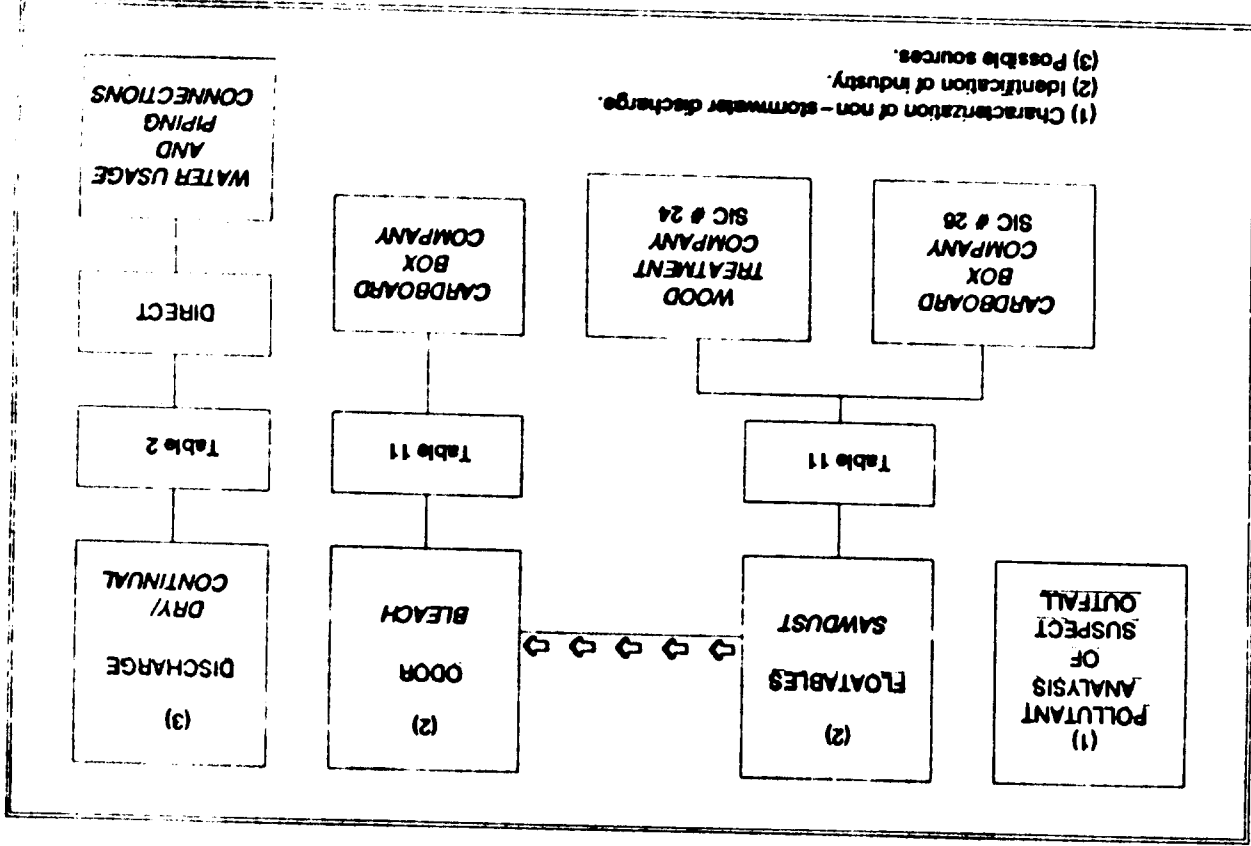 (1)
POLLUTANT
ANALYSIS
OF
SUSPECT
OUTFALL
(2)
FLOATABLES
SAWDUST
Table 11
CARDBOARD
BOX
COMPANY
SIC # 26
WOOD
TREATMENT
COMPANY
SIC # 24
(2)
ODOR
BLEACH
Table 11
CARDBOARD
BOX
COMPANY
(3)
DISCHARGE
DRY/
CONTINUAL
Table 2
DIRECT
WATER USAGE
AND
PIPING
CONNECTIONS
(1) Characterization of non-stormwater discharge.
(2) Identification of industry.
(3) Possible sources.